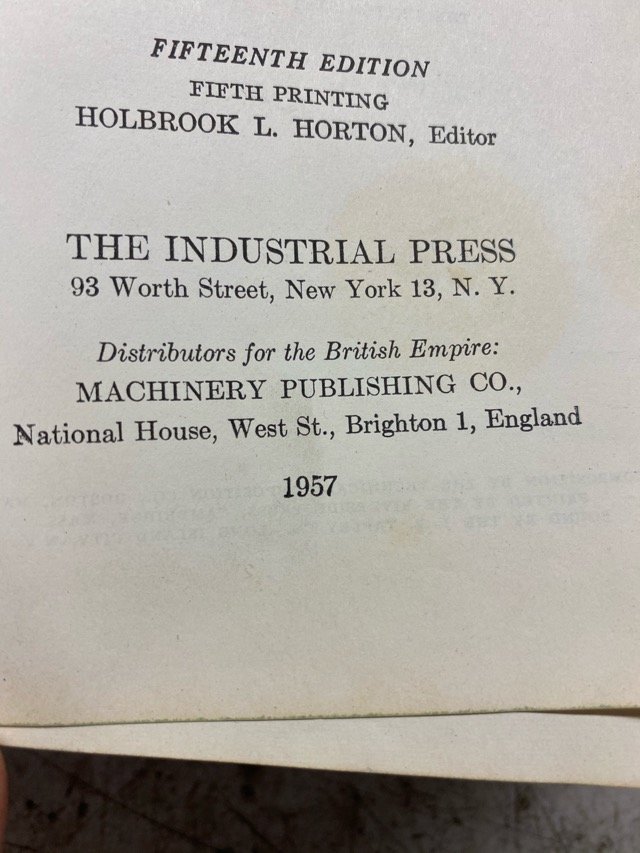 FIFTEENTH EDITION
FIFTH PRINTING
HOLBROOK L. HORTON, Editor
THE INDUSTRIAL PRESS
93 Worth Street, New York 13, N. Y.
Distributors for the British Empire:
MACHINERY PUBLISHING CO.,
National House, West St., Brighton 1, England
1957